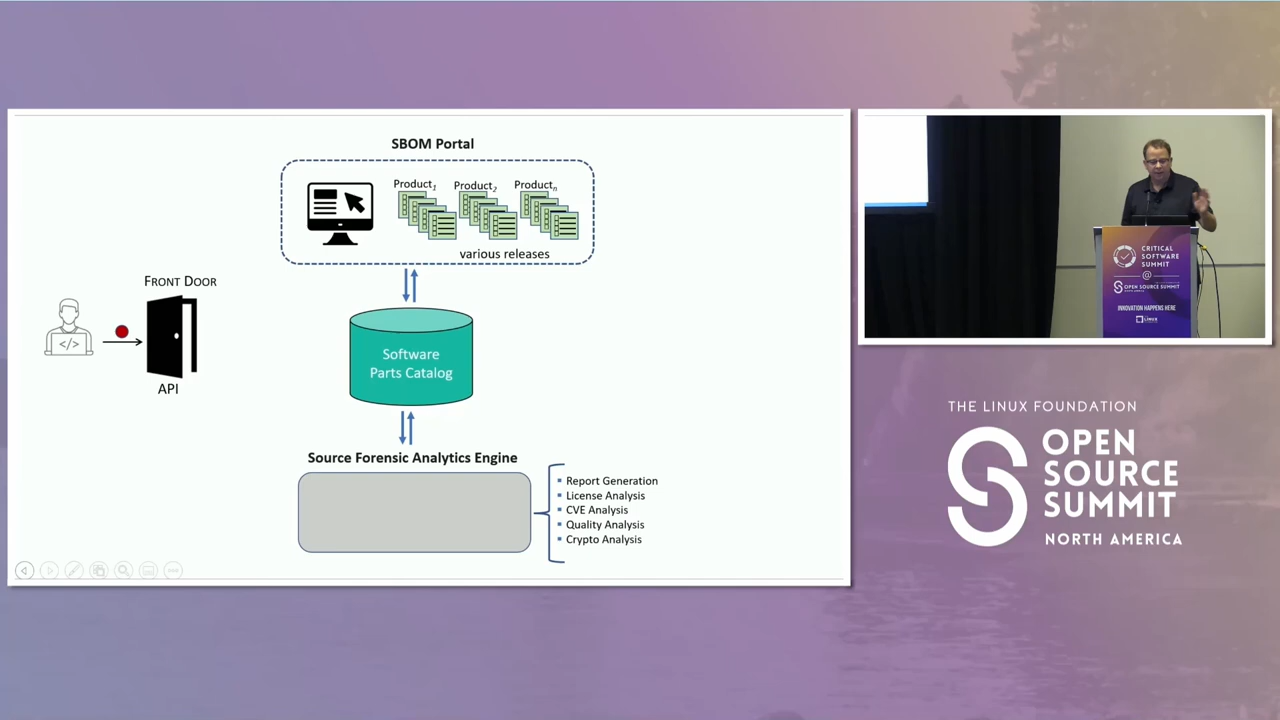 SBOM Portal
Product1
Product2
Productn
various releases
FRONT DOOR
</>
API
Software
Parts Catalog
Source Forensic Analytics Engine
Report Generation
License Analysis
CVE Analysis
Quality Analysis
Crypto Analysis
CRITICAL
SOFTWARE
SUMMIT
@
OPEN SOURCE SUMMIT
INNOVATION HAPPENS HERE
LINUX
THE LINUX FOUNDATION
OPEN
SOURCE
SUMMIT
NORTH AMERICA